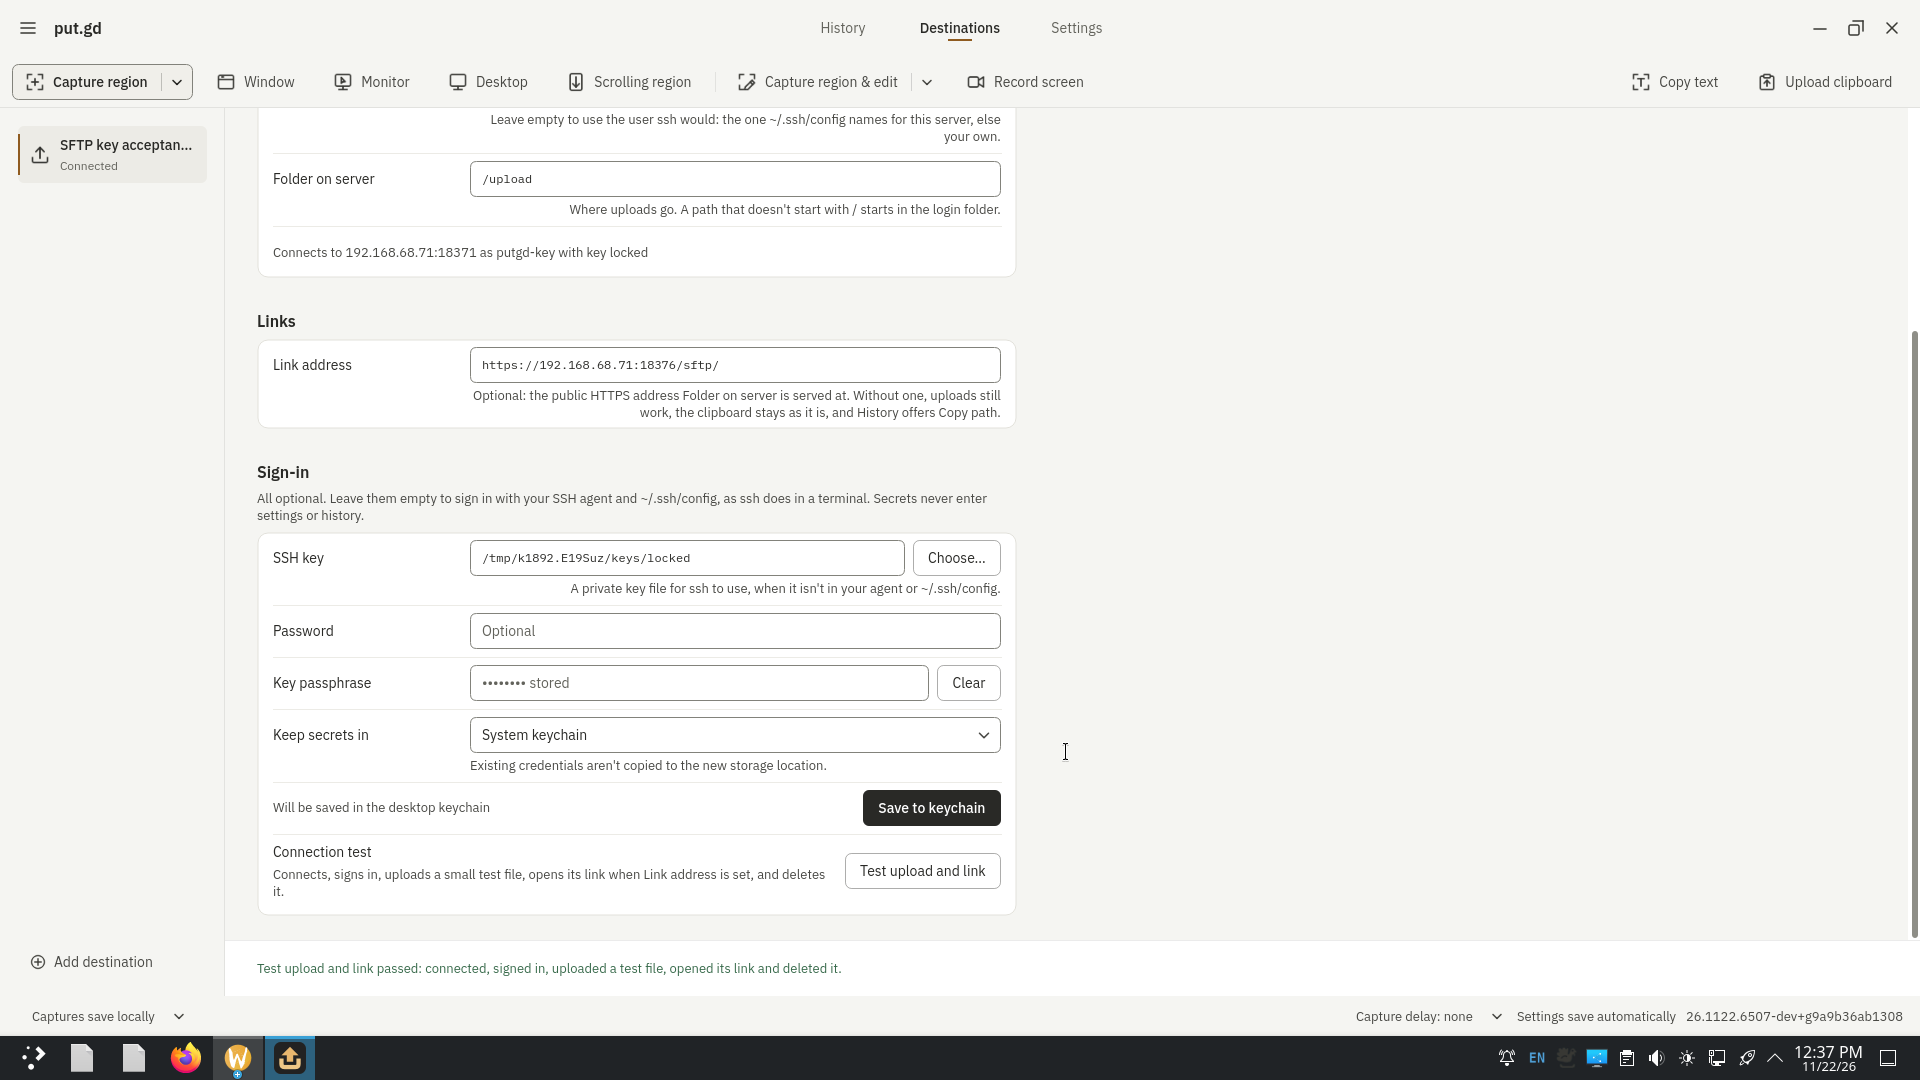 put.gd
History
Destinations
Settings
Capture region
Window
Monitor
Desktop
Scrolling region
Capture region & edit
Record screen
Copy text
Upload clipboard
SFTP key acceptan...
Connected
Leave empty to use the user ssh would: the one ~/.ssh/config names for this server, else
your own.
Folder on server
/upload
Where uploads go. A path that doesn't start with / starts in the login folder.
Connects to 192.168.68.71:18371 as putgd-key with key locked
Links
Link address
https://192.168.68.71:18376/sftp/
Optional: the public HTTPS address Folder on server is served at. Without one, uploads still
work, the clipboard stays as it is, and History offers Copy path.
Sign-in
All optional. Leave them empty to sign in with your SSH agent and ~/.ssh/config, as ssh does in a terminal. Secrets never enter
settings or history.
SSH key
/tmp/k1892.E19Suz/keys/locked
Choose...
A private key file for ssh to use, when it isn't in your agent or ~/.ssh/config.
Password
Optional
Key passphrase
•••••••• stored
Clear
Keep secrets in
System keychain
Existing credentials aren't copied to the new storage location.
Will be saved in the desktop keychain
Save to keychain
Connection test
Connects, signs in, uploads a small test file, opens its link when Link address is set, and deletes
it.
Test upload and link
Add destination
Test upload and link passed: connected, signed in, uploaded a test file, opened its link and deleted it.
Captures save locally
Capture delay: none
Settings save automatically
26.1122.6507-dev+g9a9b36ab1308
EN
12:37 PM
11/22/26